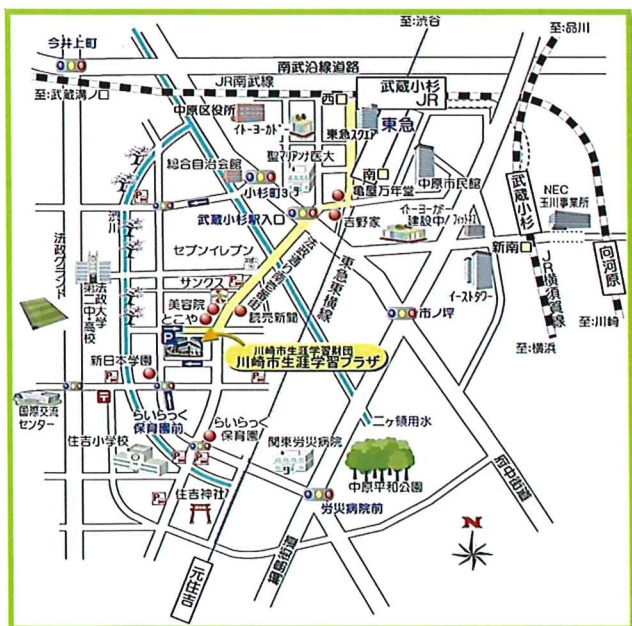 至:渋谷
至:品川
今井上町
南武沿線道路
JR南武線
至:武蔵溝ノ口
武蔵小杉
JR
西口
中原区役所
イトーヨーカドー
東急スクエア
東急
聖マリアンナ医大
総合自治会館
小杉町3
南口
中原市民館
亀屋万年堂
武蔵小杉
NEC
玉川事業所
武蔵小杉駅入口
吉野家
イトーヨーカドー
建設中
新南口
向河原
渋川
セブンイレブン
法政通り商店街
東急東横線
イーストタワー
JR横須賀線
至:川崎
法政グランド
法政大学
第二中・高校
サンクス
美容院
とこや
読売新聞
市ノ坪
至:横浜
P
川崎市生涯学習財団
川崎市生涯学習プラザ
新日本学園
国際交流
センター
らいらっく
保育園前
らいらっく
保育園
関東労災病院
二ヶ領用水
住吉小学校
中原平和公園
府中街道
住吉神社
労災病院前
N
元住吉
綱島街道